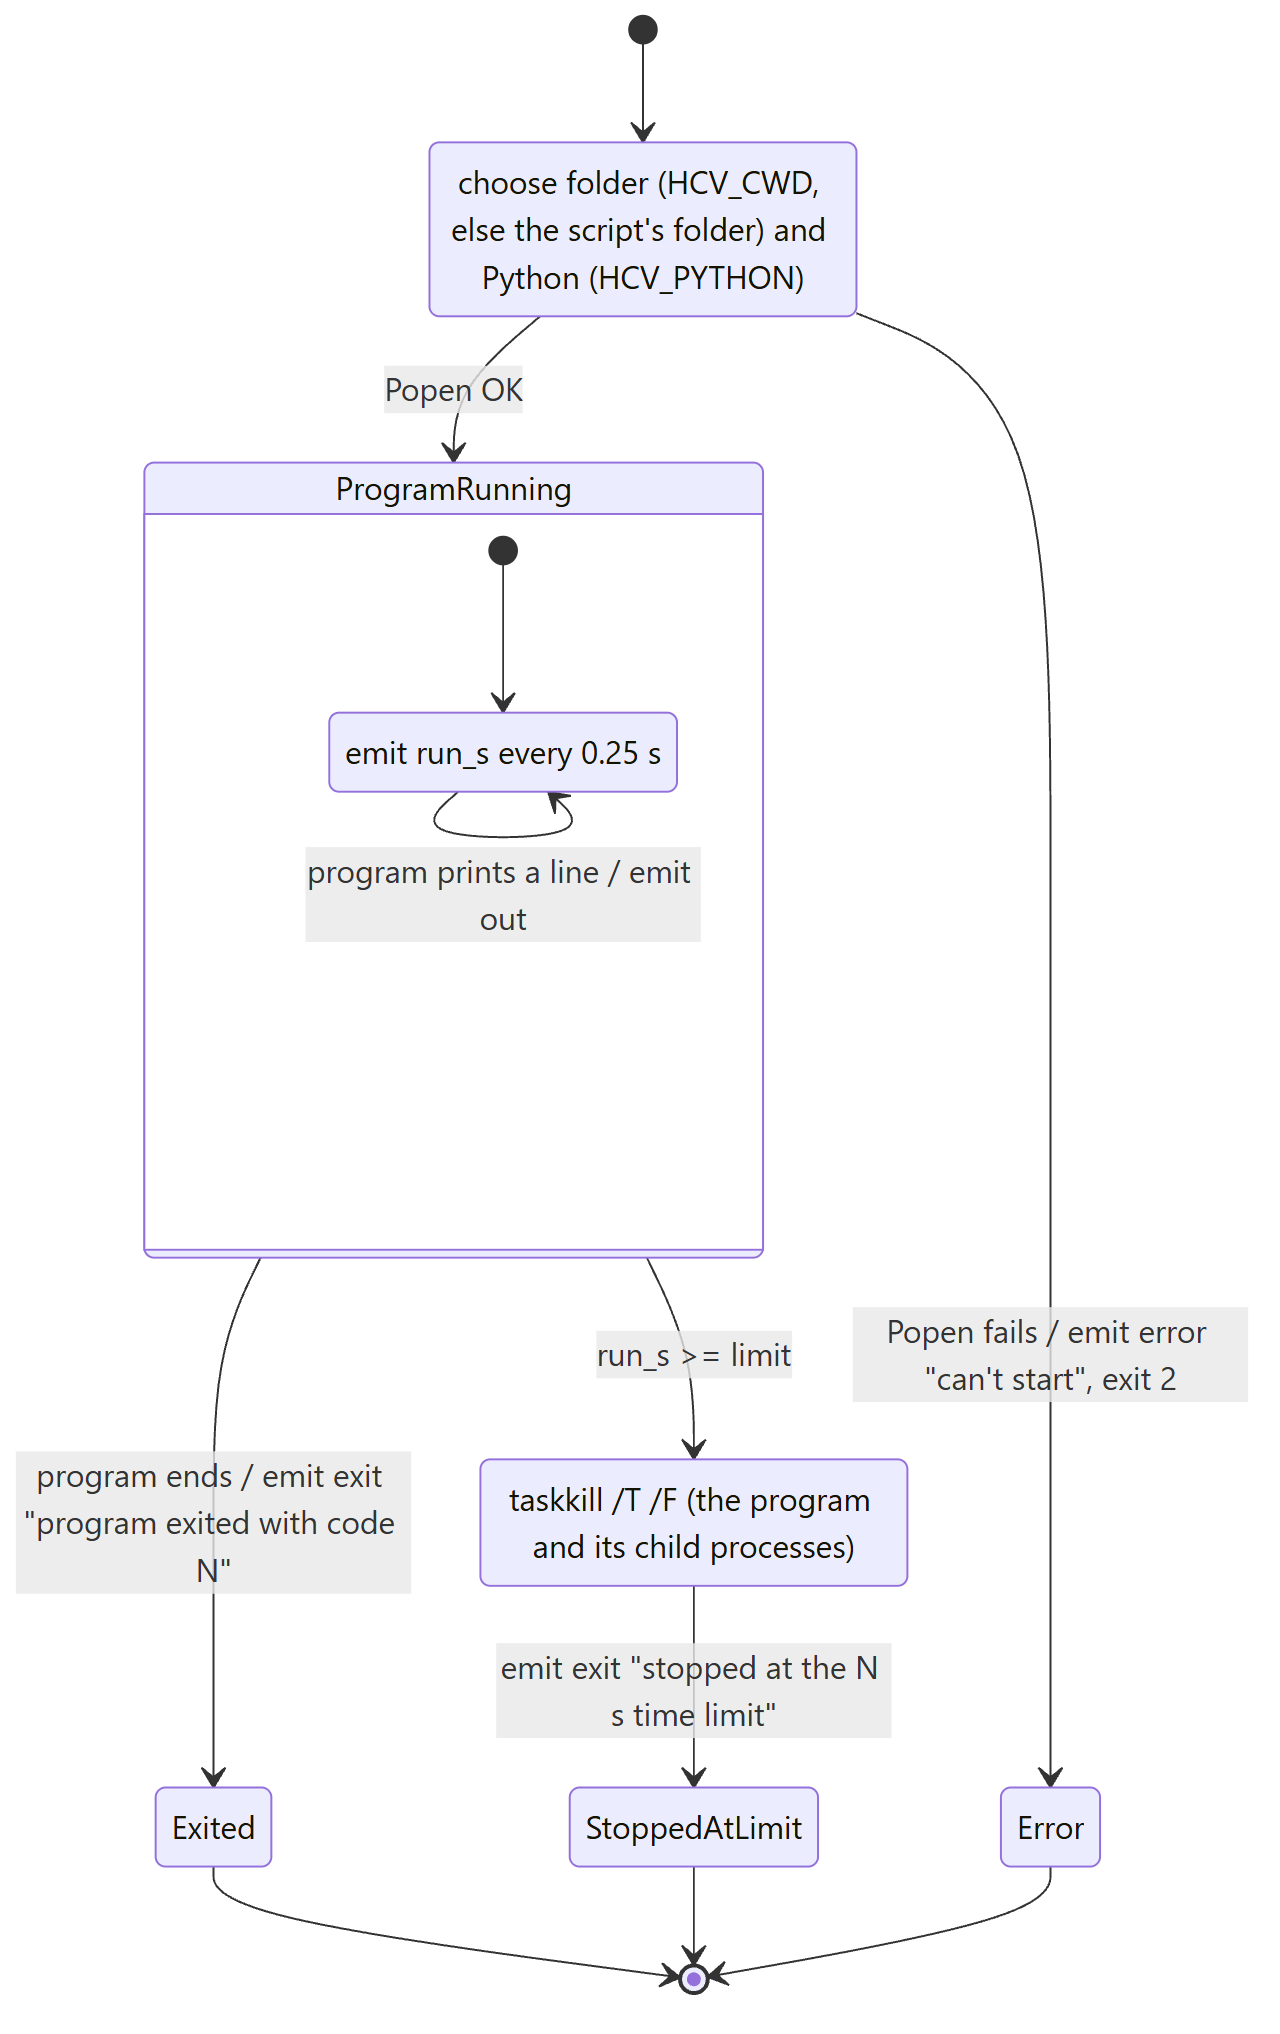 choose folder (HCV_CWD,
else the script's folder) and
Python (HCV_PYTHON)
Popen OK
ProgramRunning
emit run_s every 0.25 s
program prints a line / emit
out
run_s >= limit
Popen fails / emit error
"can't start", exit 2
program ends / emit exit
"program exited with code
N"
taskkill /T /F (the program
and its child processes)
emit exit "stopped at the N
s time limit"
Exited
StoppedAtLimit
Error